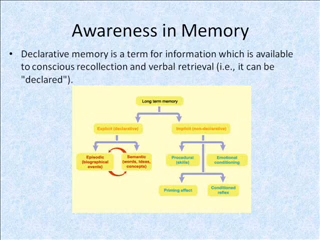 Awareness in Memory
• Declarative memory is a term for information which is available
to conscious recollection and verbal retrieval (i.e., it can be
"declared").
Long term memory
Explicit (declarative)
Implicit (non-declarative)
Episodic
(biographical
events)
Semantic
(words, ideas,
concepts)
Procedural
(skills)
Emotional
conditioning
Priming effect
Conditioned
reflex